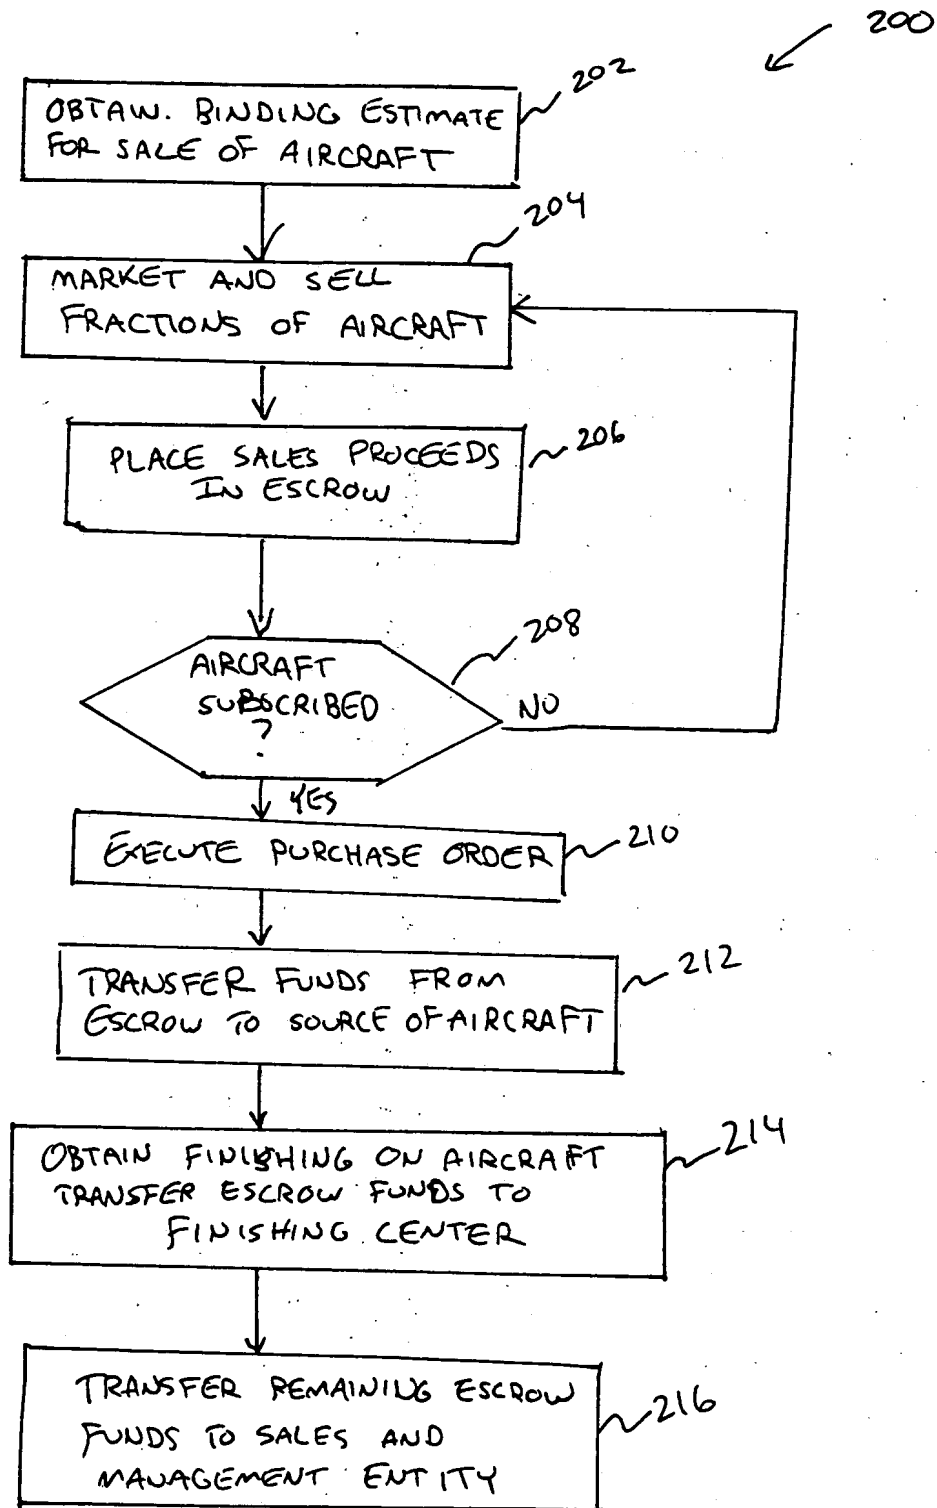 200
202
OBTAIN. BINDING ESTIMATE
FOR SALE OF AIRCRAFT
204
MARKET AND SELL
FRACTIONS OF AIRCRAFT
206
PLACE SALES PROCEEDS
IN ESCROW
208
AIRCRAFT
SUBSCRIBED
?
NO
YES
EXECUTE PURCHASE ORDER
210
TRANSFER FUNDS FROM
ESCROW TO SOURCE OF AIRCRAFT
212
OBTAIN FINISHING ON AIRCRAFT
TRANSFER ESCROW FUNDS TO
FINISHING CENTER
214
TRANSFER REMAINING ESCROW
FUNDS TO SALES AND
MANAGEMENT ENTITY
216